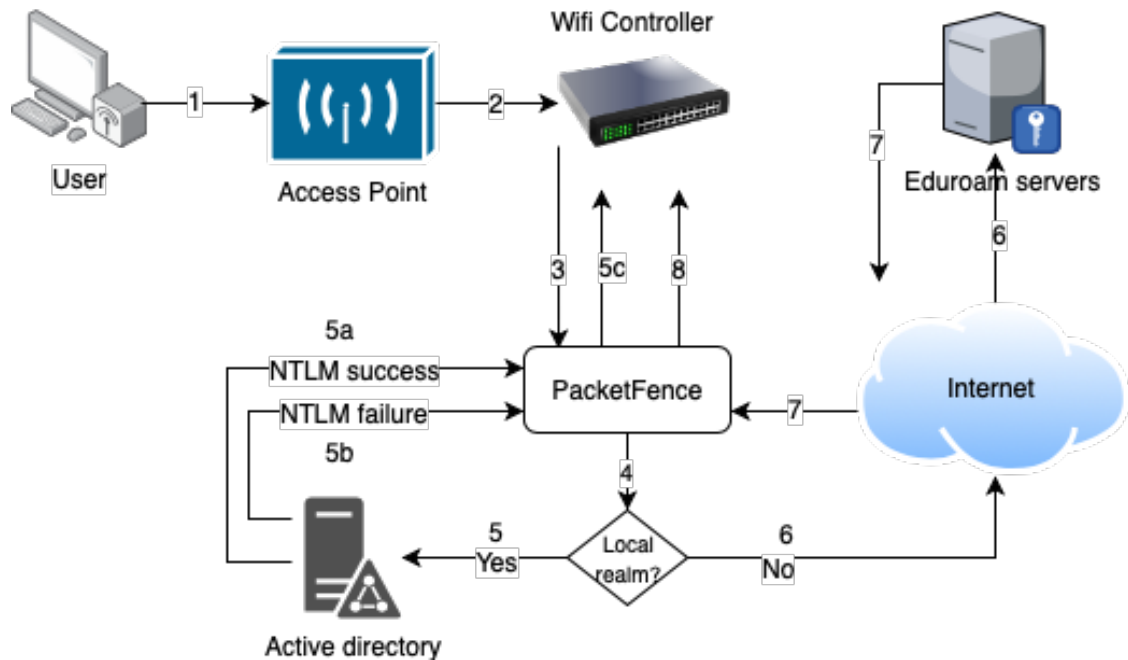 Wifi Controller
1
2
7
User
Access Point
Eduroam servers
6
3
5c
8
5a
NTLM success
PacketFence
Internet
NTLM failure
7
5b
4
5
Yes
Local
realm?
6
No
Active directory